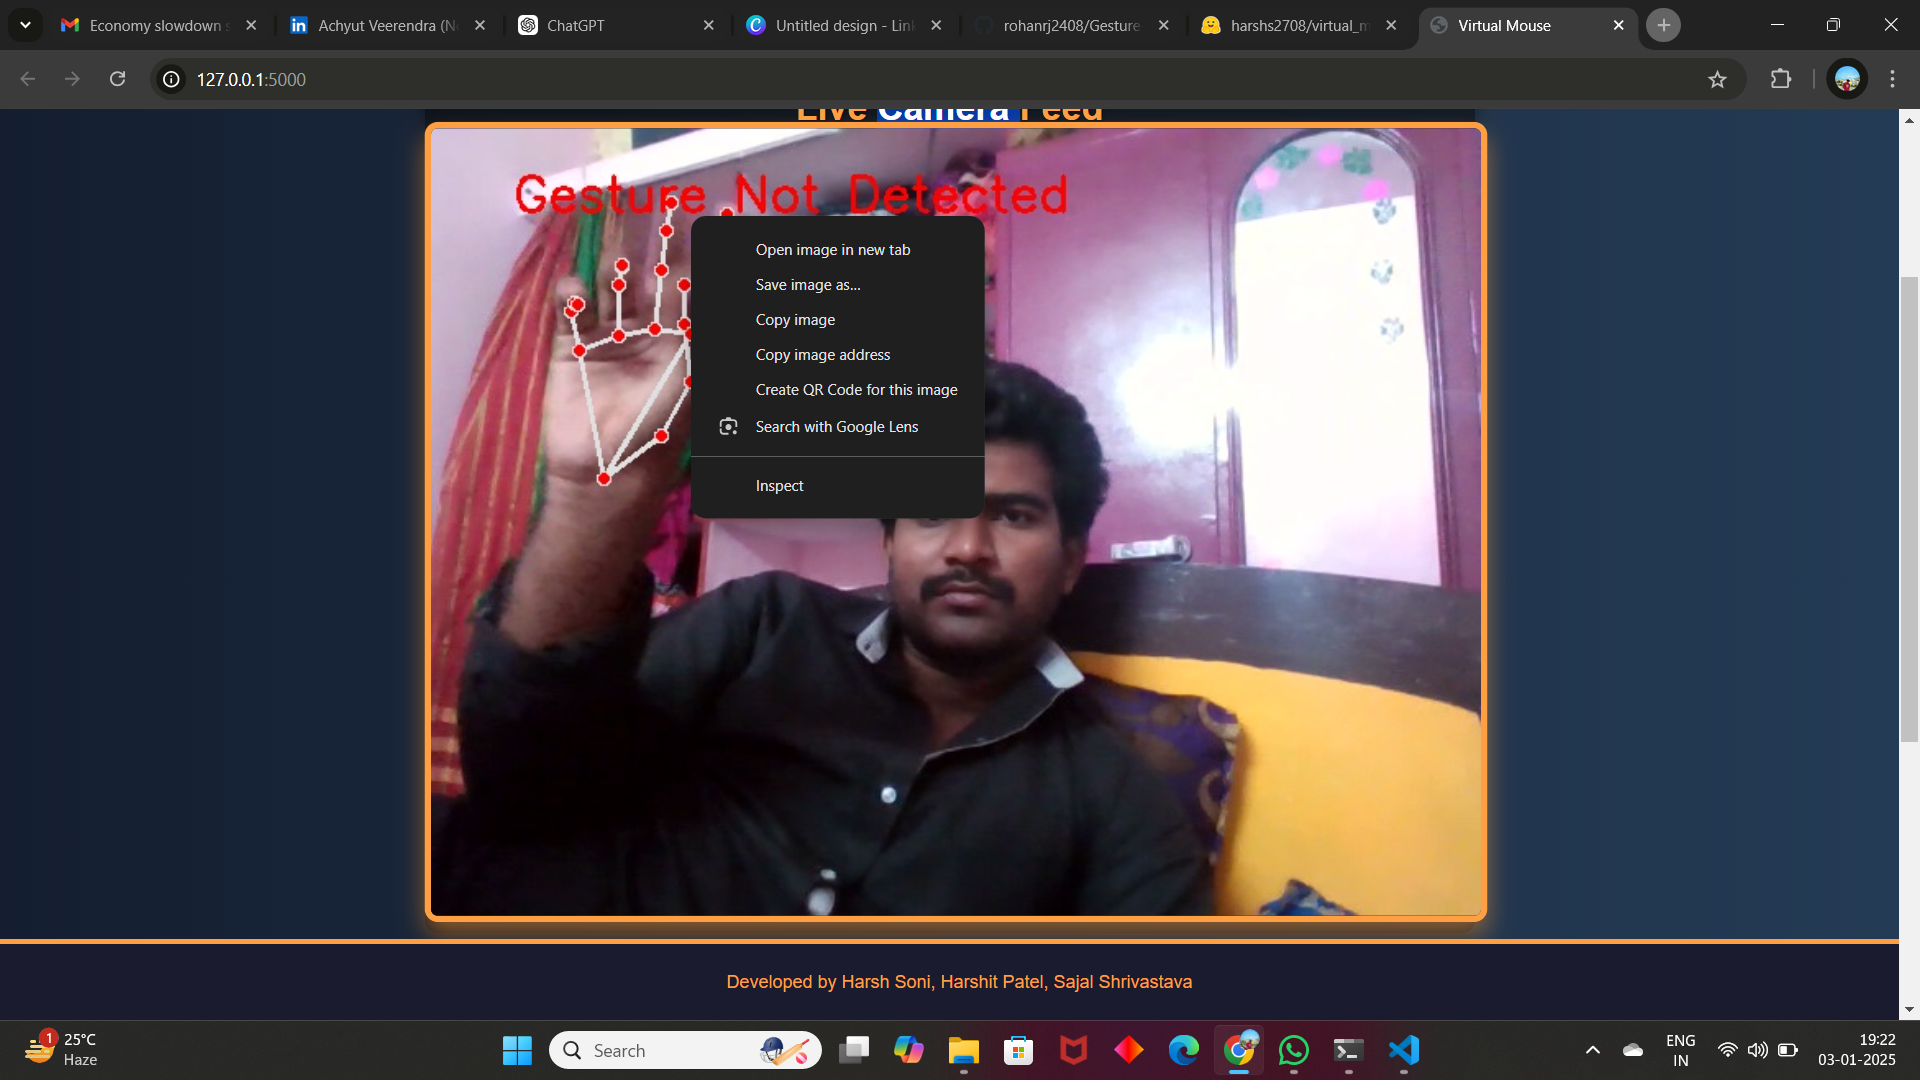 Economy slowdown s
Achyut Veerendra (N
ChatGPT
Untitled design - Link
rohanrj2408/Gesture
harshs2708/virtual_m
Virtual Mouse
127.0.0.1:5000
Live Camera Feed
Gesture Not Detected
Open image in new tab
Save image as...
Copy image
Copy image address
Create QR Code for this image
Search with Google Lens
Inspect
Developed by Harsh Soni, Harshit Patel, Sajal Shrivastava
1
25°C
Haze
Search
ENG
IN
19:22
03-01-2025